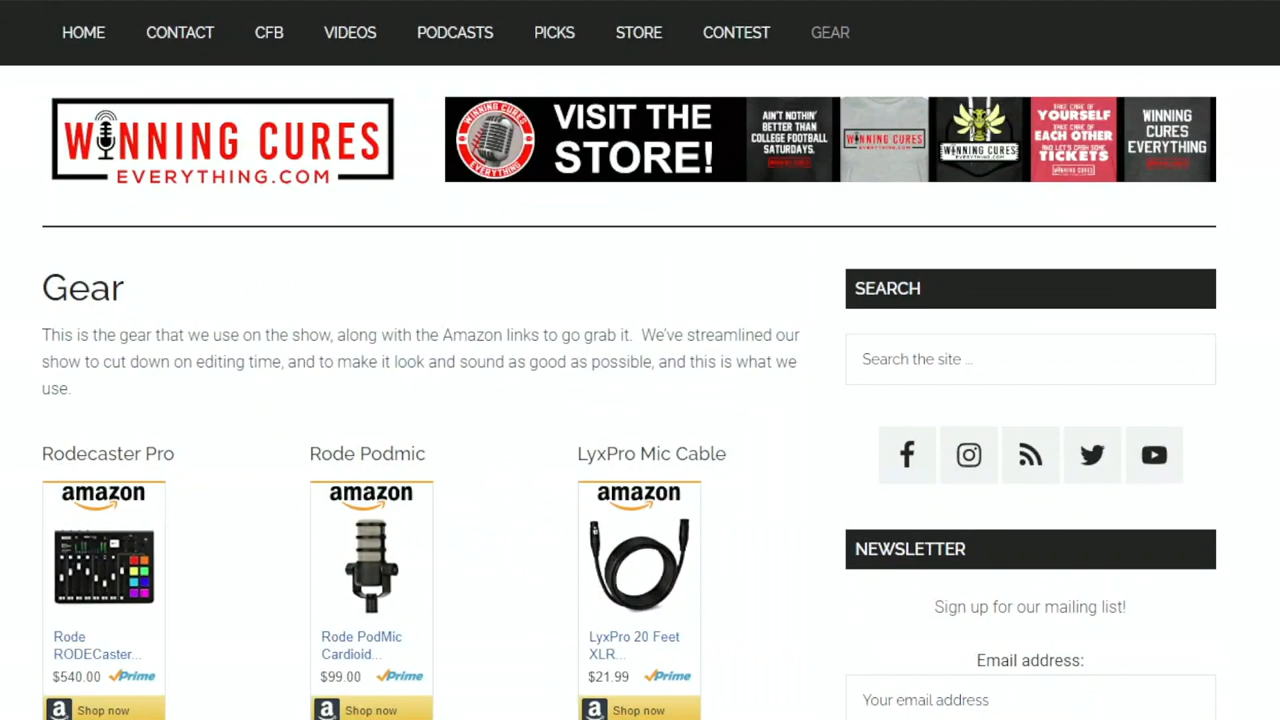 HOME CONTACT CFB VIDEOS PODCASTS PICKS STORE CONTEST GEAR
WINNING CURES
EVERYTHING.COM
WINNING CURES
EVERYTHING
VISIT THE
STORE!
AIN'T NOTHIN'
BETTER THAN
COLLEGE FOOTBALL
SATURDAYS.
WINNING CURES
WINNING CURES
EVERYTHING.COM
TAKE CARE OF
YOURSELF
TAKE CARE OF
EACH OTHER
AND LET'S CASH SOME
TICKETS
WINNING CURES
WINNING
CURES
EVERYTHING
Gear
This is the gear that we use on the show, along with the Amazon links to go grab it. We've streamlined our
show to cut down on editing time, and to make it look and sound as good as possible, and this is what we
use.
Rodecaster Pro
amazon
Rode
RODECaster...
$540.00 Prime
a Shop now
Rode Podmic
amazon
Rode PodMic
Cardioid...
$99.00 Prime
a Shop now
LyxPro Mic Cable
amazon
LyxPro 20 Feet
XLR...
$21.99 Prime
a Shop now
SEARCH
Search the site ...
NEWSLETTER
Sign up for our mailing list!
Email address:
Your email address